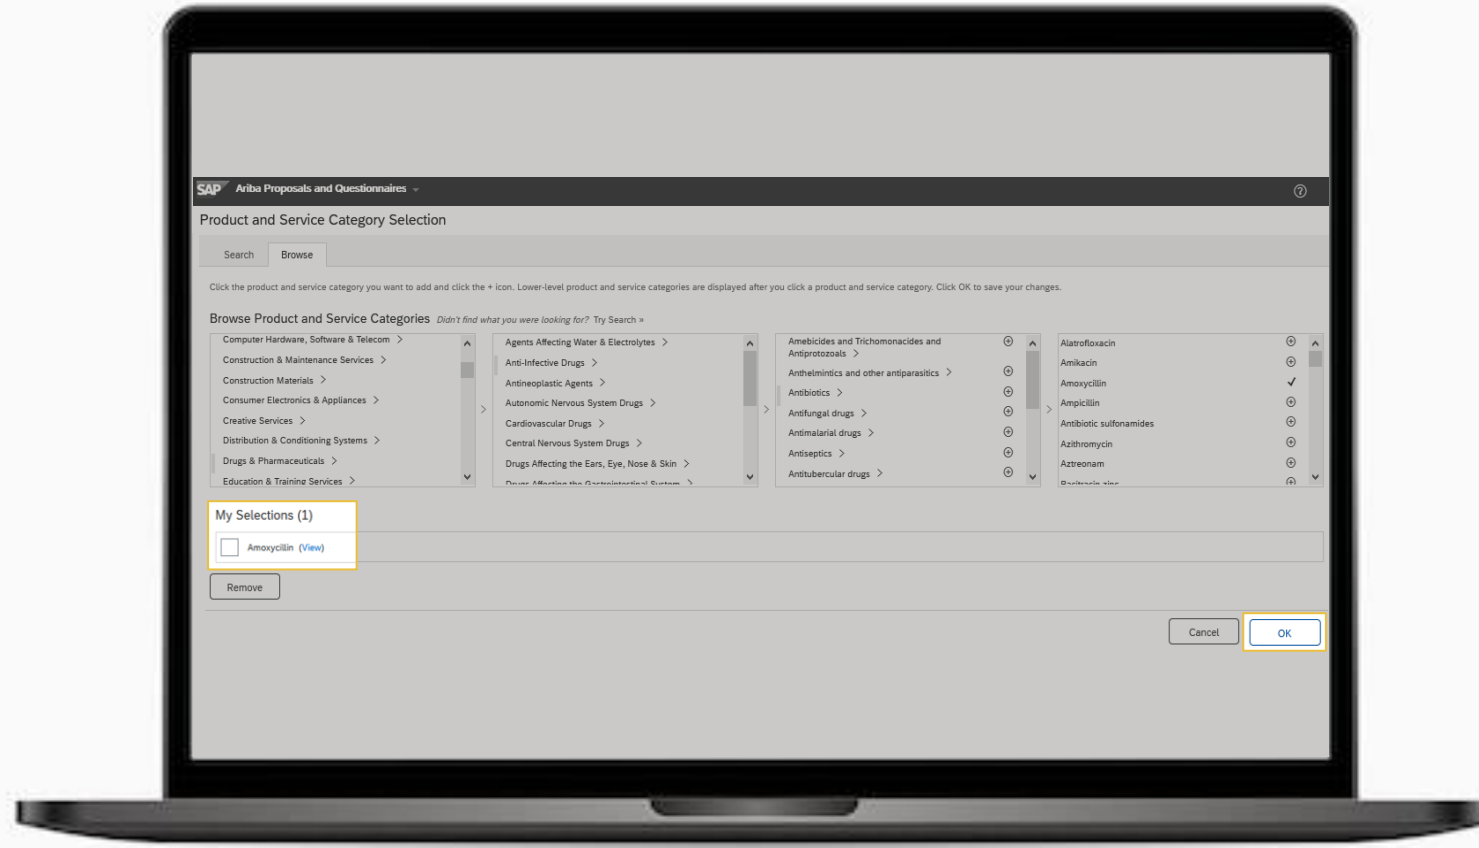 SAP Ariba Proposals and Questionnaires
Product and Service Category Selection
Search Browse
Click the product and service category you want to add and click the + icon. Lower-level product and service categories are displayed after you click a product and service category. Click OK to save your changes.
Browse Product and Service Categories Didn't find what you were looking for? Try Search »
Computer Hardware, Software & Telecom >
Construction & Maintenance Services >
Construction Materials >
Consumer Electronics & Appliances >
Creative Services >
Distribution & Conditioning Systems >
Drugs & Pharmaceuticals >
Education & Training Services >
Agents Affecting Water & Electrolytes >
Anti-Infective Drugs >
Antineoplastic Agents >
Autonomic Nervous System Drugs >
Cardiovascular Drugs >
Central Nervous System Drugs >
Drugs Affecting the Ears, Eye, Nose & Skin >
Drugs Affecting the Gastrointestinal System >
Amebicides and Trichomonacides and
Antiprotozoals >
Anthelmintics and other antiparasitics >
Antibiotics >
Antifungal drugs >
Antimalarial drugs >
Antiseptics >
Antitubercular drugs >
Alatrofloxacin
Amikacin
Amoxycillin
Ampicillin
Antibiotic sulfonamides
Azithromycin
Aztreonam
Bacitracin zinc
My Selections (1)
Amoxycillin (View)
Remove
Cancel OK